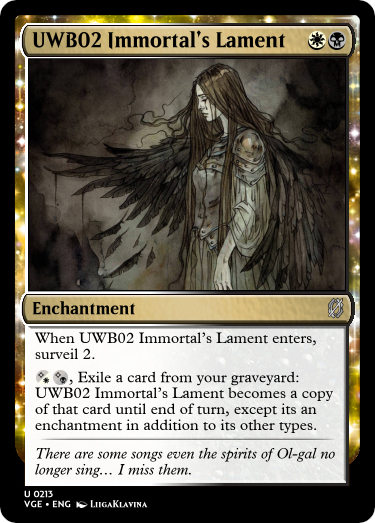 UWB02 Immortal's Lament
Enchantment
When UWB02 Immortal's Lament enters,
surveil 2.
, Exile a card from your graveyard:
UWB02 Immortal's Lament becomes a copy
of that card until end of turn, except its an
enchantment in addition to its other types.
There are some songs even the spirits of Ol-gal no
longer sing… I miss them.
U 0213
VGE • ENG LIIGAKLAVINA